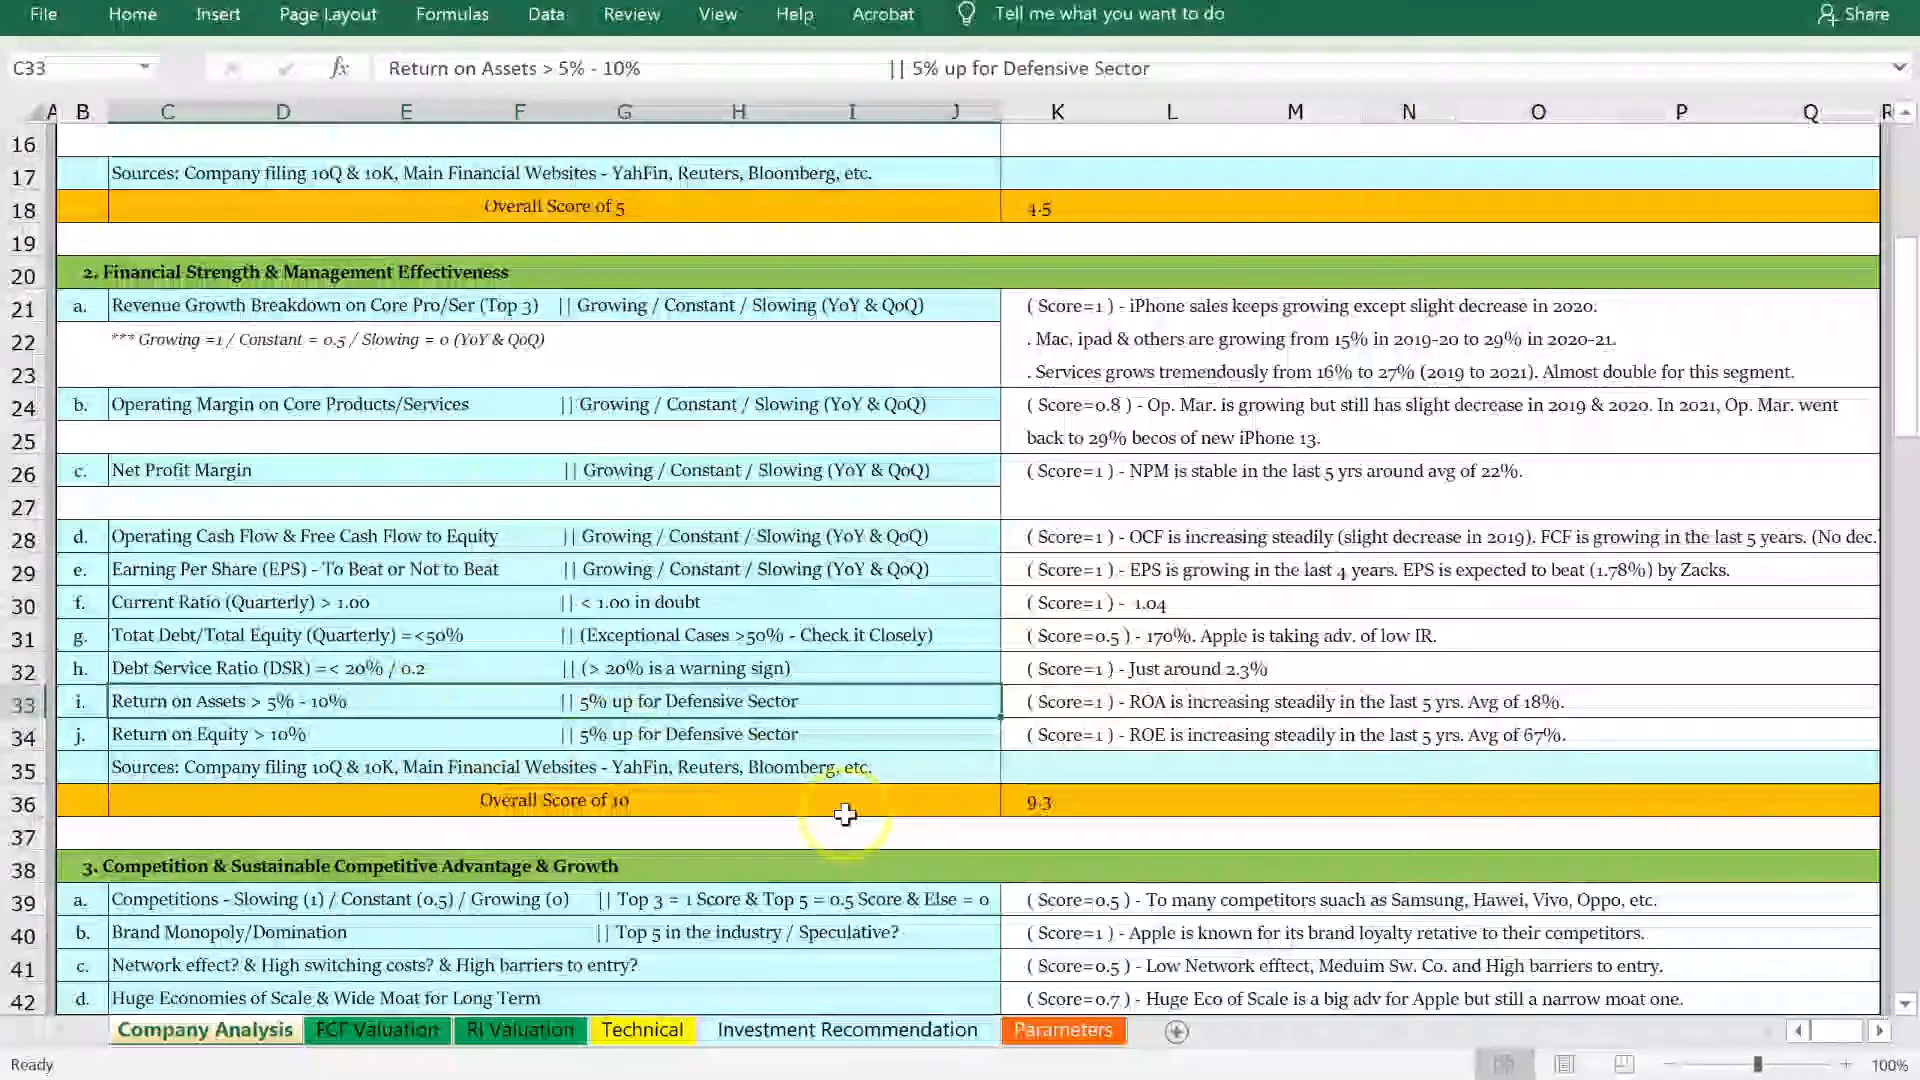 File Home Insert Page Layout Formulas Data Review View Help Acrobat Tell me what you want to do Share
C33 fx Return on Assets > 5% - 10% || 5% up for Defensive Sector
A B C D E F G H I J K L M N O P Q R
16
17 Sources: Company filing 10Q & 10K, Main Financial Websites - YahFin, Reuters, Bloomberg, etc.
18 Overall Score of 5 4.5
19
20 2. Financial Strength & Management Effectiveness
21 a. Revenue Growth Breakdown on Core Pro/Ser (Top 3) || Growing / Constant / Slowing (YoY & QoQ) ( Score=1 ) - iPhone sales keeps growing except slight decrease in 2020.
22 *** Growing =1 / Constant = 0.5 / Slowing = 0 (YoY & QoQ) . Mac, ipad & others are growing from 15% in 2019-20 to 29% in 2020-21.
23 . Services grows tremendously from 16% to 27% (2019 to 2021). Almost double for this segment.
24 b. Operating Margin on Core Products/Services || Growing / Constant / Slowing (YoY & QoQ) ( Score=0.8 ) - Op. Mar. is growing but still has slight decrease in 2019 & 2020. In 2021, Op. Mar. went
25 back to 29% becos of new iPhone 13.
26 c. Net Profit Margin || Growing / Constant / Slowing (YoY & QoQ) ( Score=1 ) - NPM is stable in the last 5 yrs around avg of 22%.
27
28 d. Operating Cash Flow & Free Cash Flow to Equity || Growing / Constant / Slowing (YoY & QoQ) ( Score=1 ) - OCF is increasing steadily (slight decrease in 2019). FCF is growing in the last 5 years. (No dec.
29 e. Earning Per Share (EPS) - To Beat or Not to Beat || Growing / Constant / Slowing (YoY & QoQ) ( Score=1 ) - EPS is growing in the last 4 years. EPS is expected to beat (1.78%) by Zacks.
30 f. Current Ratio (Quarterly) > 1.00 || < 1.00 in doubt ( Score=1 ) - 1.04
31 g. Totat Debt/Total Equity (Quarterly) =<50% || (Exceptional Cases >50% - Check it Closely) ( Score=0.5 ) - 170%. Apple is taking adv. of low IR.
32 h. Debt Service Ratio (DSR) =< 20% / 0.2 || (> 20% is a warning sign) ( Score=1 ) - Just around 2.3%
33 i. Return on Assets > 5% - 10% || 5% up for Defensive Sector ( Score=1 ) - ROA is increasing steadily in the last 5 yrs. Avg of 18%.
34 j. Return on Equity > 10% || 5% up for Defensive Sector ( Score=1 ) - ROE is increasing steadily in the last 5 yrs. Avg of 67%.
35 Sources: Company filing 10Q & 10K, Main Financial Websites - YahFin, Reuters, Bloomberg, etc.
36 Overall Score of 10 9.3
37
38 3. Competition & Sustainable Competitive Advantage & Growth
39 a. Competitions - Slowing (1) / Constant (0.5) / Growing (0) || Top 3 = 1 Score & Top 5 = 0.5 Score & Else = 0 ( Score=0.5 ) - To many competitors suach as Samsung, Hawei, Vivo, Oppo, etc.
40 b. Brand Monopoly/Domination || Top 5 in the industry / Speculative? ( Score=1 ) - Apple is known for its brand loyalty retative to their competitors.
41 c. Network effect? & High switching costs? & High barriers to entry? ( Score=0.5 ) - Low Network efftect, Meduim Sw. Co. and High barriers to entry.
42 d. Huge Economies of Scale & Wide Moat for Long Term ( Score=0.7 ) - Huge Eco of Scale is a big adv for Apple but still a narrow moat one.
Company Analysis FCF Valuation RI Valuation Technical Investment Recommendation Parameters
Ready 100%